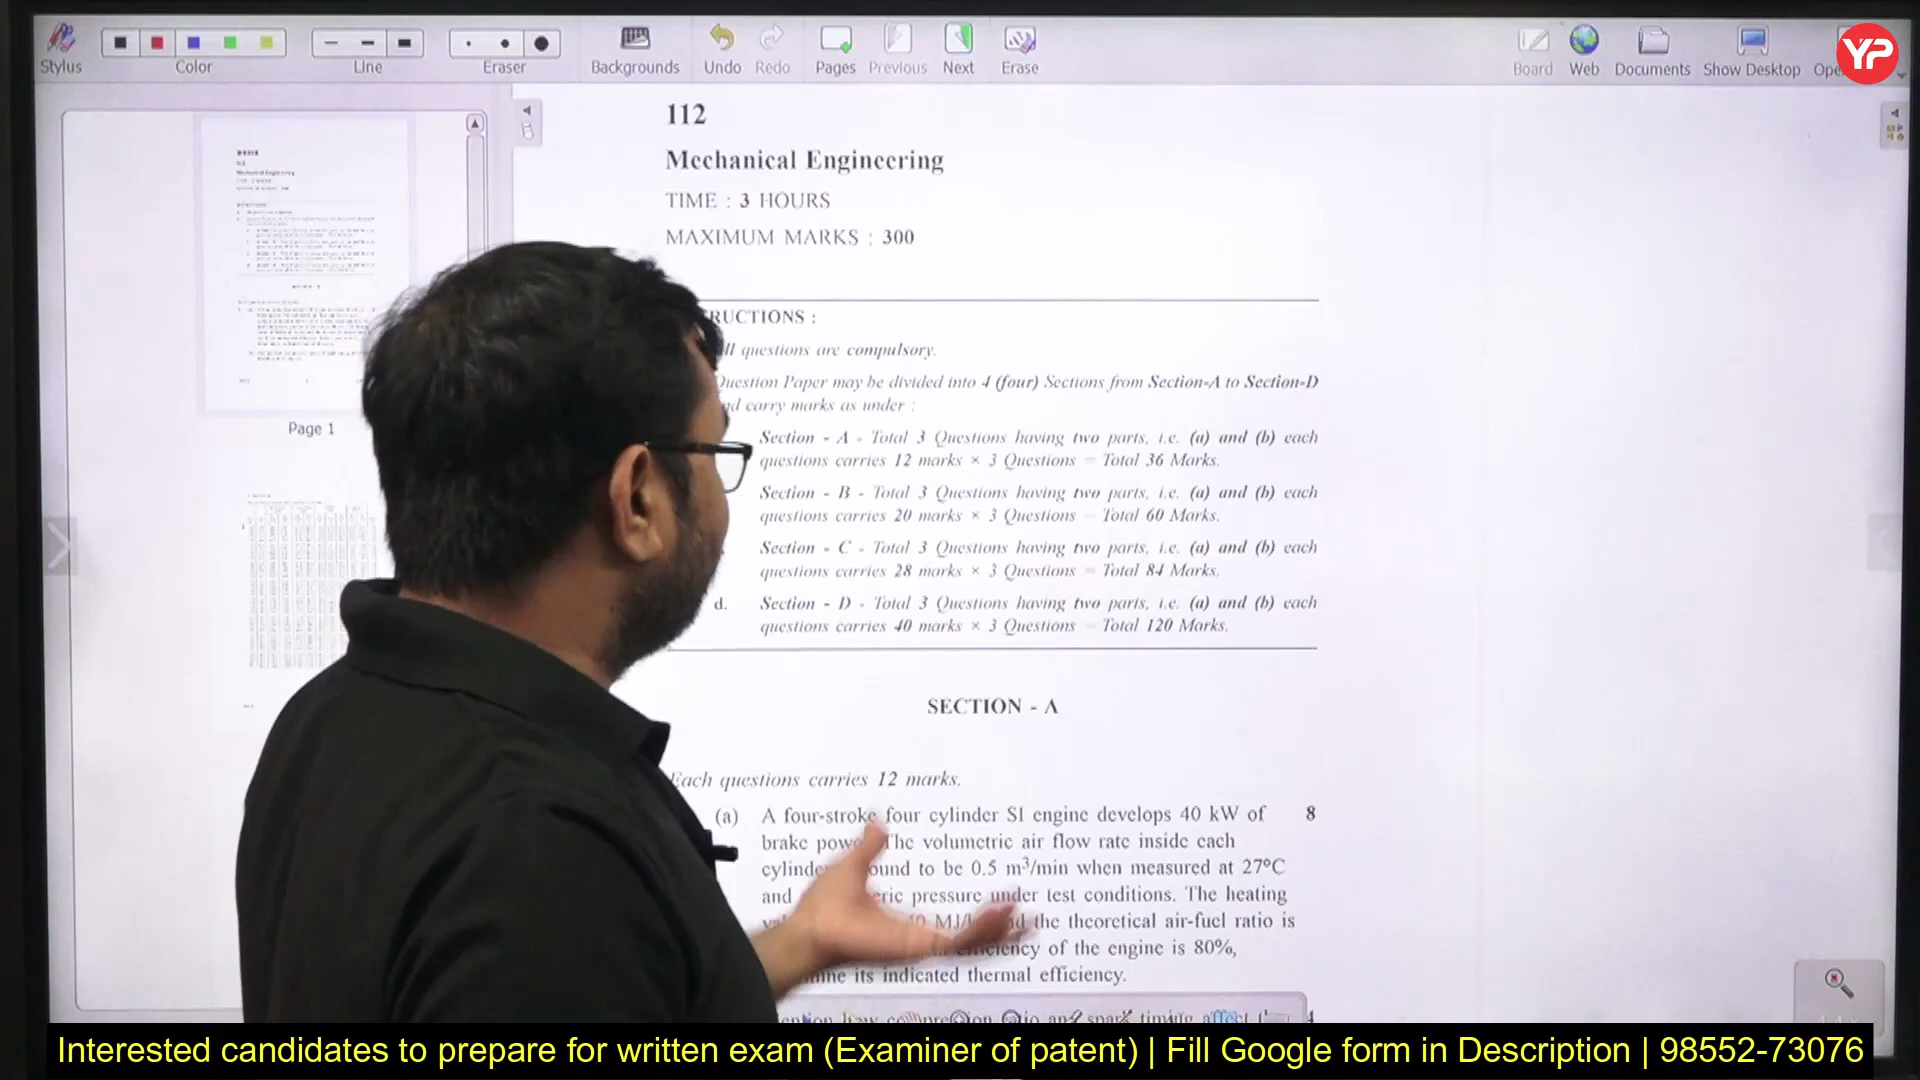 Stylus
Color
Line
Eraser
Backgrounds
Undo
Redo
Pages
Previous
Next
Erase
Board
Web
Documents
Show Desktop
YP
112
Mechanical Engineering
TIME : 3 HOURS
MAXIMUM MARKS : 300
RUCTIONS :
ll questions are compulsory.
Question Paper may be divided into 4 (four) Sections from Section-A to Section-D
nd carry marks as under :
Section - A - Total 3 Questions having two parts, i.e. (a) and (b) each
questions carries 12 marks × 3 Questions = Total 36 Marks.
Section - B - Total 3 Questions having two parts, i.e. (a) and (b) each
questions carries 20 marks × 3 Questions = Total 60 Marks.
Section - C - Total 3 Questions having two parts, i.e. (a) and (b) each
questions carries 28 marks × 3 Questions = Total 84 Marks.
d. Section - D - Total 3 Questions having two parts, i.e. (a) and (b) each
questions carries 40 marks × 3 Questions = Total 120 Marks.
Page 1
SECTION - A
Each questions carries 12 marks.
(a) A four-stroke four cylinder SI engine develops 40 kW of 8
brake The volumetric air flow rate inside each
ound to be 0.5 m³/min when measured at 27°C
and eric pressure under test conditions. The heating
40 MJ/ the theoretical air-fuel ratio is
of the engine is 80%,
its indicated thermal efficiency.
Interested candidates to prepare for written exam (Examiner of patent) | Fill Google form in Description | 98552-73076